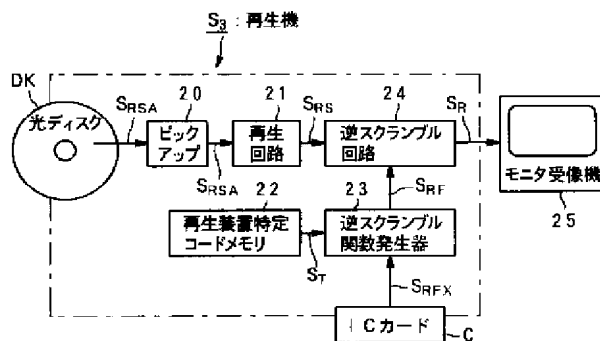 S3 : 再生機
DK
光ディスク
SRSA
20
ピック
アップ
SRSA
21
再生
回路
SRS
24
逆スクランブル
回路
SR
モニタ受像機
25
SRF
22
再生装置特定
コードメモリ
ST
23
逆スクランブル
関数発生器
SRFX
ICカード
C